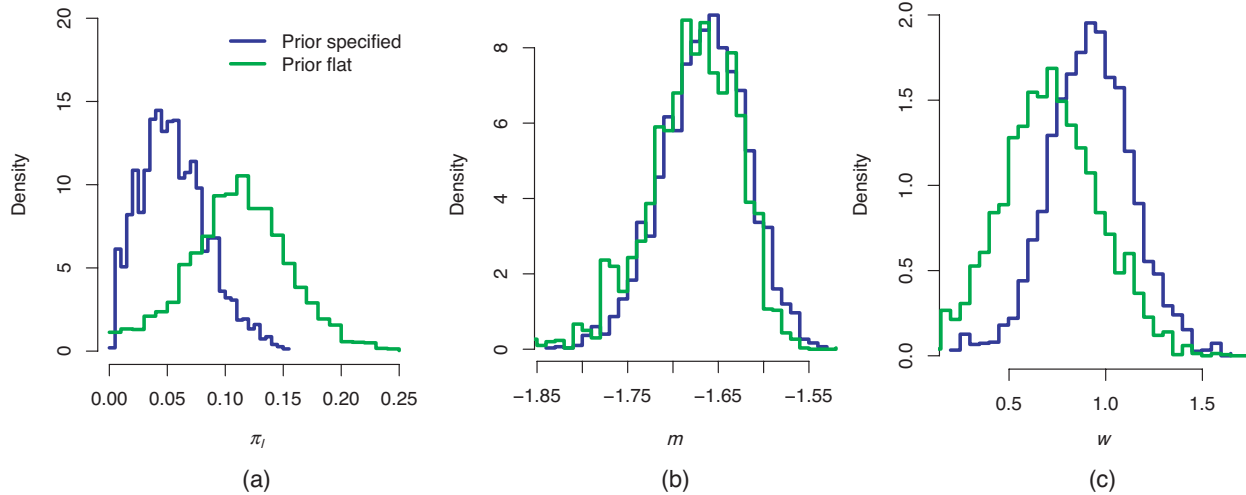 20
15
10
5
0
Density
Prior specified
Prior flat
0.00 0.05 0.10 0.15 0.20 0.25
π_l
(a)
8
6
4
2
0
Density
−1.85 −1.75 −1.65 −1.55
m
(b)
2.0
1.5
1.0
0.5
0.0
Density
0.5 1.0 1.5
w
(c)